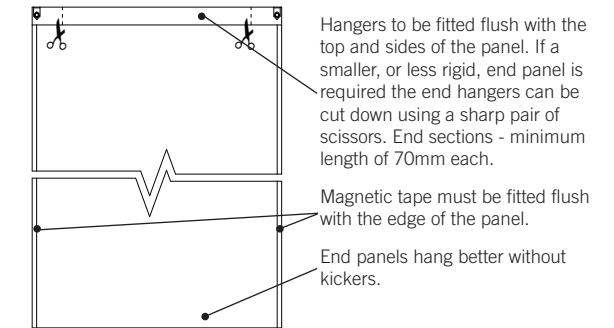 Hangers to be fitted flush with the
top and sides of the panel. If a
smaller, or less rigid, end panel is
required the end hangers can be
cut down using a sharp pair of
scissors. End sections - minimum
length of 70mm each.
Magnetic tape must be fitted flush
with the edge of the panel.
End panels hang better without
kickers.